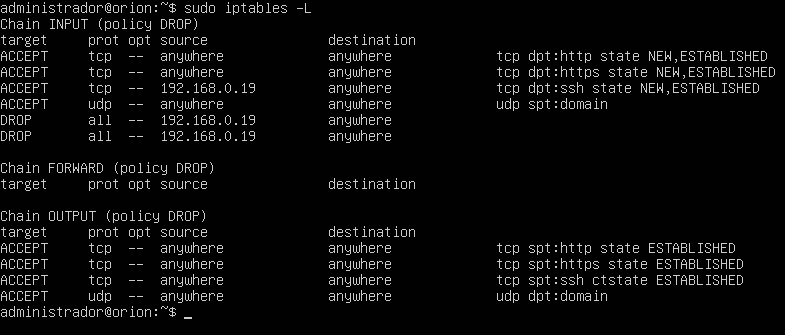 administrador@orion:~$ sudo iptables -L
Chain INPUT (policy DROP)
target     prot opt source               destination
ACCEPT     tcp  --  anywhere             anywhere             tcp dpt:http state NEW,ESTABLISHED
ACCEPT     tcp  --  anywhere             anywhere             tcp dpt:https state NEW,ESTABLISHED
ACCEPT     tcp  --  192.168.0.19         anywhere             tcp dpt:ssh state NEW,ESTABLISHED
ACCEPT     udp  --  anywhere             anywhere             udp spt:domain
DROP       all  --  192.168.0.19         anywhere
DROP       all  --  192.168.0.19         anywhere
Chain FORWARD (policy DROP)
target     prot opt source               destination
Chain OUTPUT (policy DROP)
target     prot opt source               destination
ACCEPT     tcp  --  anywhere             anywhere             tcp spt:http state ESTABLISHED
ACCEPT     tcp  --  anywhere             anywhere             tcp spt:https state ESTABLISHED
ACCEPT     tcp  --  anywhere             anywhere             tcp spt:ssh ctstate ESTABLISHED
ACCEPT     udp  --  anywhere             anywhere             udp dpt:domain
administrador@orion:~$ _